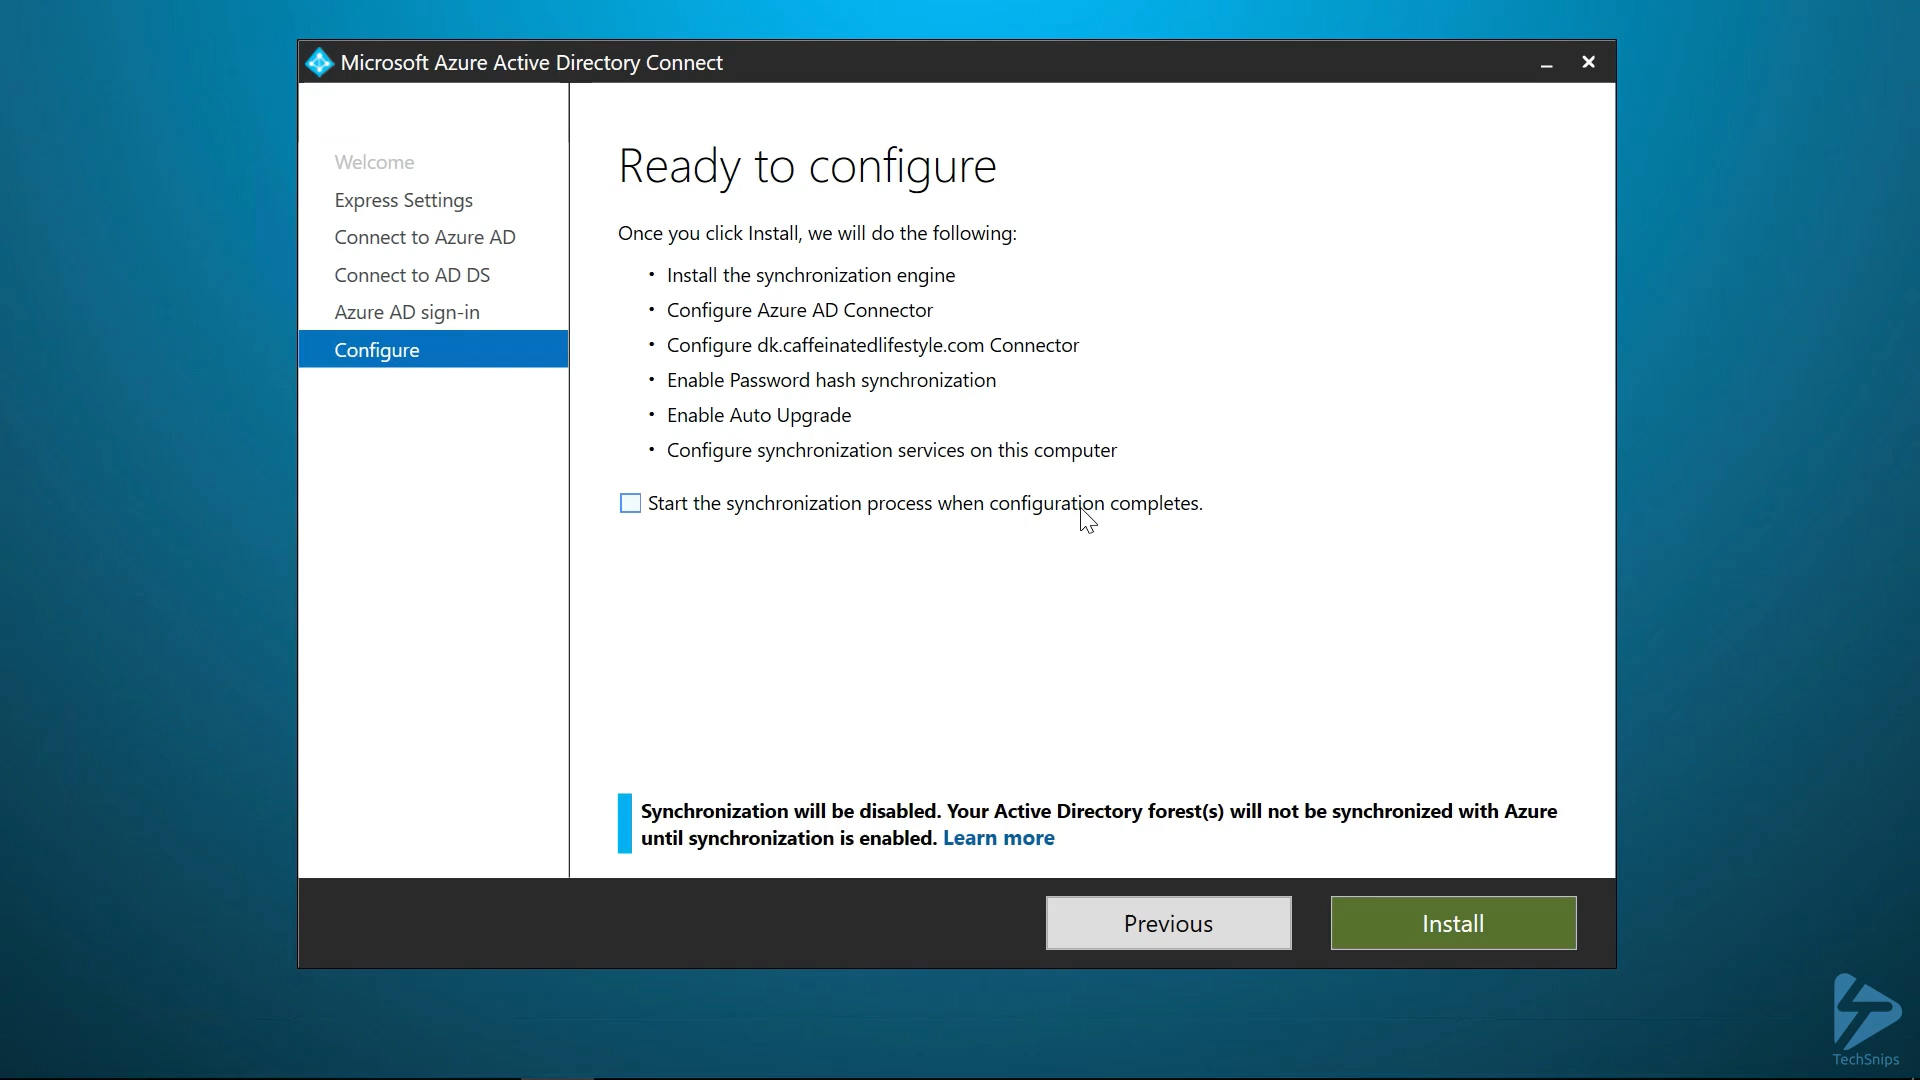 Microsoft Azure Active Directory Connect
Welcome
Express Settings
Connect to Azure AD
Connect to AD DS
Azure AD sign-in
Configure
Ready to configure
Once you click Install, we will do the following:
• Install the synchronization engine
• Configure Azure AD Connector
• Configure dk.caffeinatedlifestyle.com Connector
• Enable Password hash synchronization
• Enable Auto Upgrade
• Configure synchronization services on this computer
Start the synchronization process when configuration completes.
Synchronization will be disabled. Your Active Directory forest(s) will not be synchronized with Azure
until synchronization is enabled. Learn more
Previous
Install
TechSnips